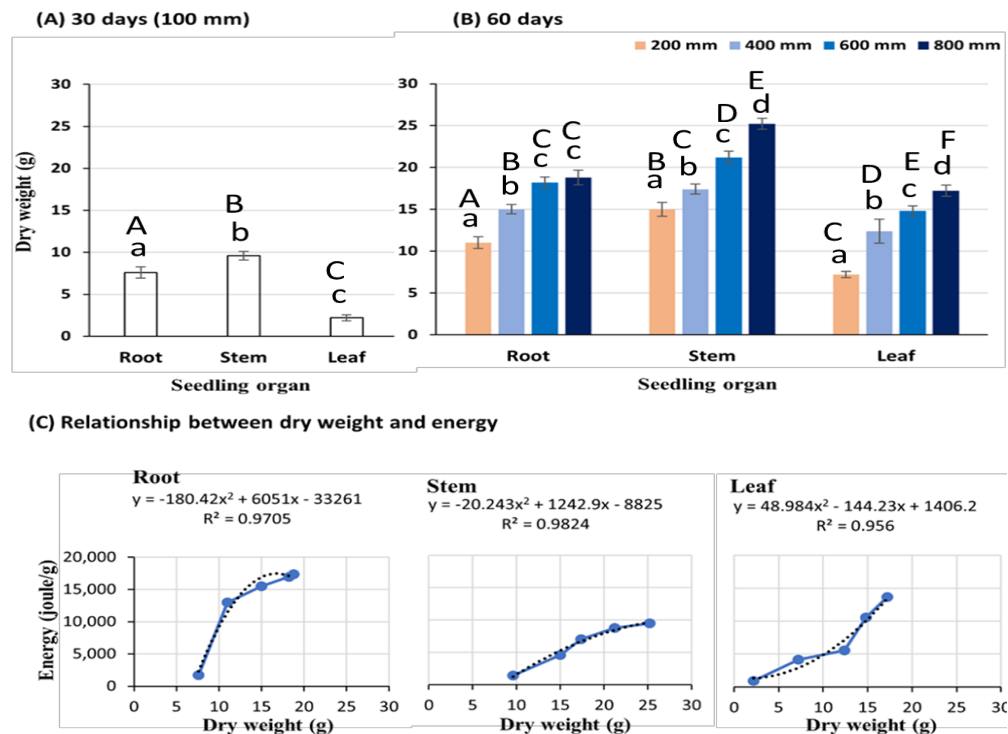 (A) 30 days (100 mm)
(B) 60 days
200 mm 400 mm 600 mm 800 mm
Dry weight (g)
30
25
20
15
10
5
0
A
a
B
b
C
c
Root Stem Leaf
Seedling organ
30
25
20
15
10
5
0
A
a
B
b
C
c
C
c
B
a
C
b
D
c
E
d
C
a
D
b
E
c
F
d
Root Stem Leaf
Seedling organ
(C) Relationship between dry weight and energy
Root
y = -180.42x² + 6051x - 33261
R² = 0.9705
Energy (joule/g)
20,000
15,000
10,000
5,000
0
0 5 10 15 20 25 30
Dry weight (g)
Stem
y = -20.243x² + 1242.9x - 8825
R² = 0.9824
0 5 10 15 20 25 30
Dry weight (g)
Leaf
y = 48.984x² - 144.23x + 1406.2
R² = 0.956
0 5 10 15 20 25 30
Dry weight (g)